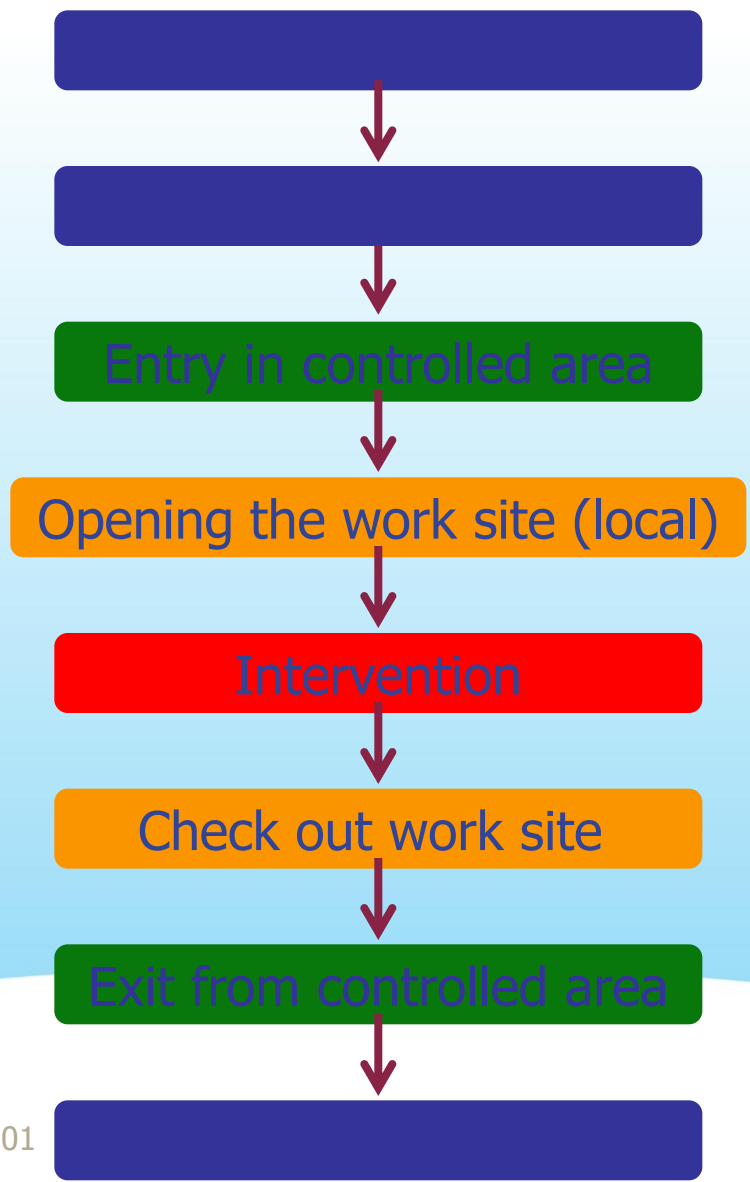 Entry in controlled area
Opening the work site (local)
Intervention
Check out work site
Exit from controlled area
01